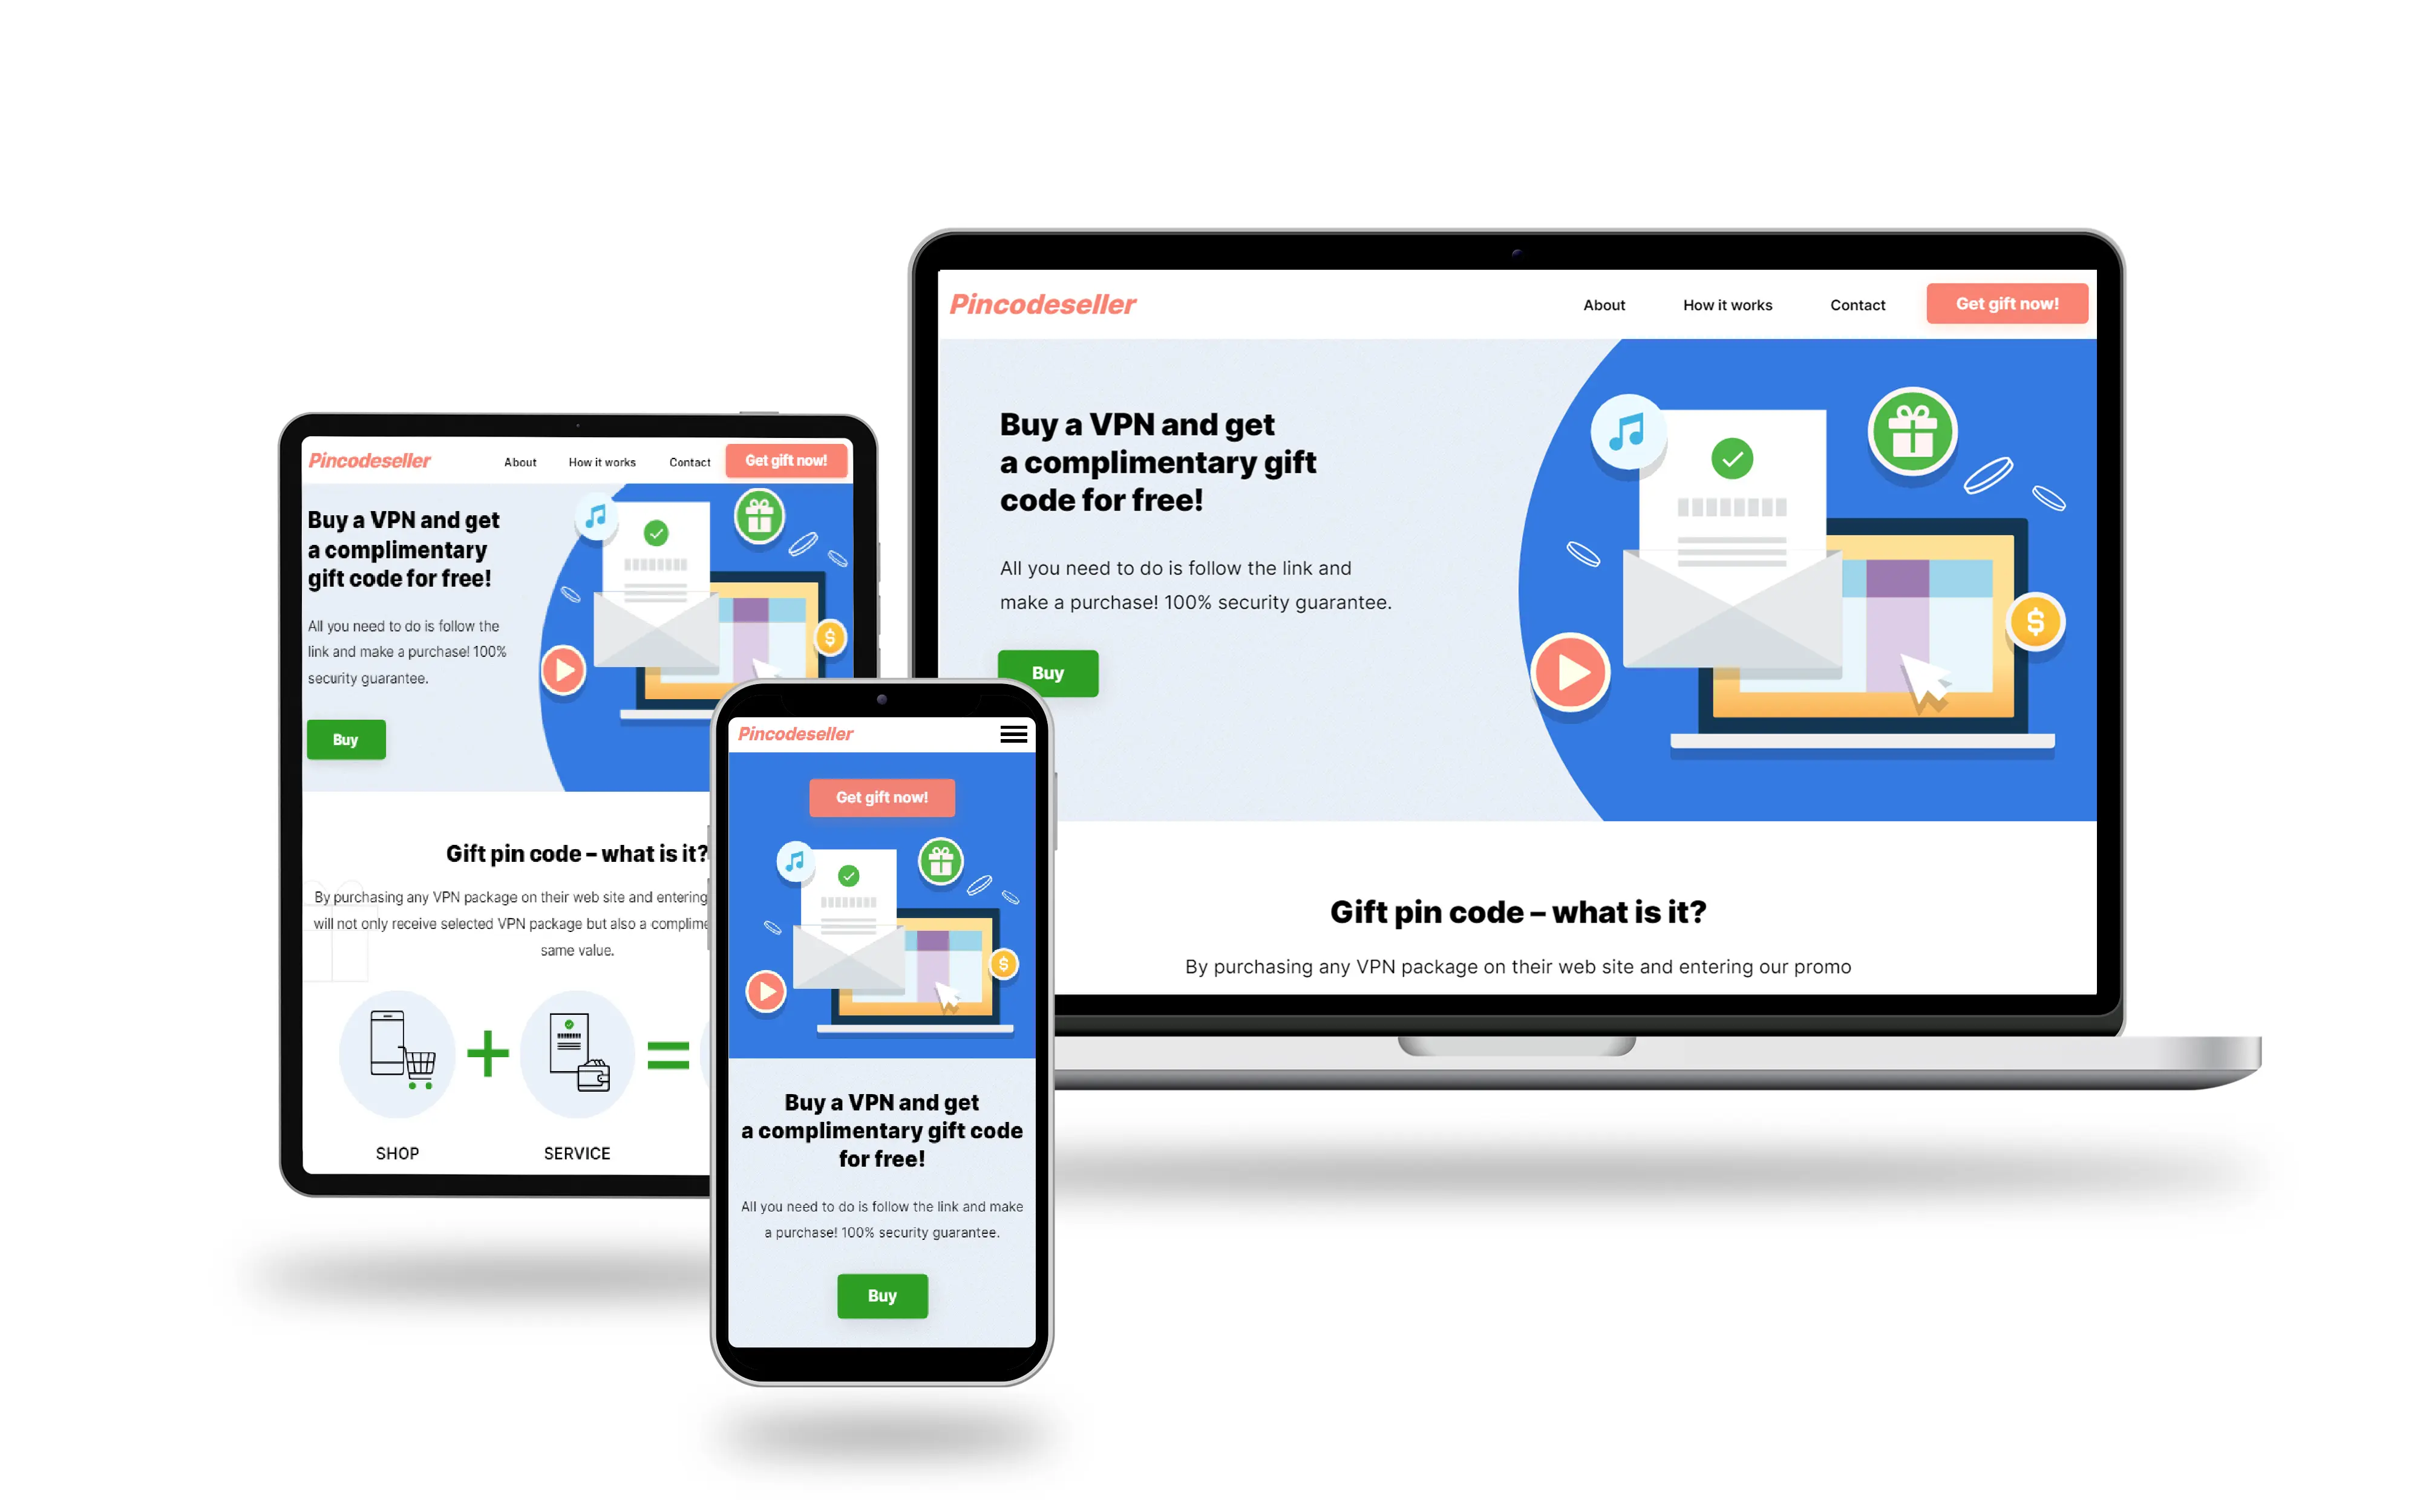 Pincodeseller
About
How it works
Contact
Get gift now!
Buy a VPN and get
a complimentary gift
code for free!
All you need to do is follow the link and
make a purchase! 100% security guarantee.
Buy
Gift pin code – what is it?
By purchasing any VPN package on their web site and entering our promo
Pincodeseller
About
How it works
Contact
Get gift now!
Buy a VPN and get
a complimentary
gift code for free!
All you need to do is follow the
link and make a purchase! 100%
security guarantee.
Buy
Gift pin code – what is it?
By purchasing any VPN package on their web site and entering
will not only receive selected VPN package but also a complime
same value.
SHOP
SERVICE
Pincodeseller
Get gift now!
Buy a VPN and get
a complimentary gift code
for free!
All you need to do is follow the link and make
a purchase! 100% security guarantee.
Buy